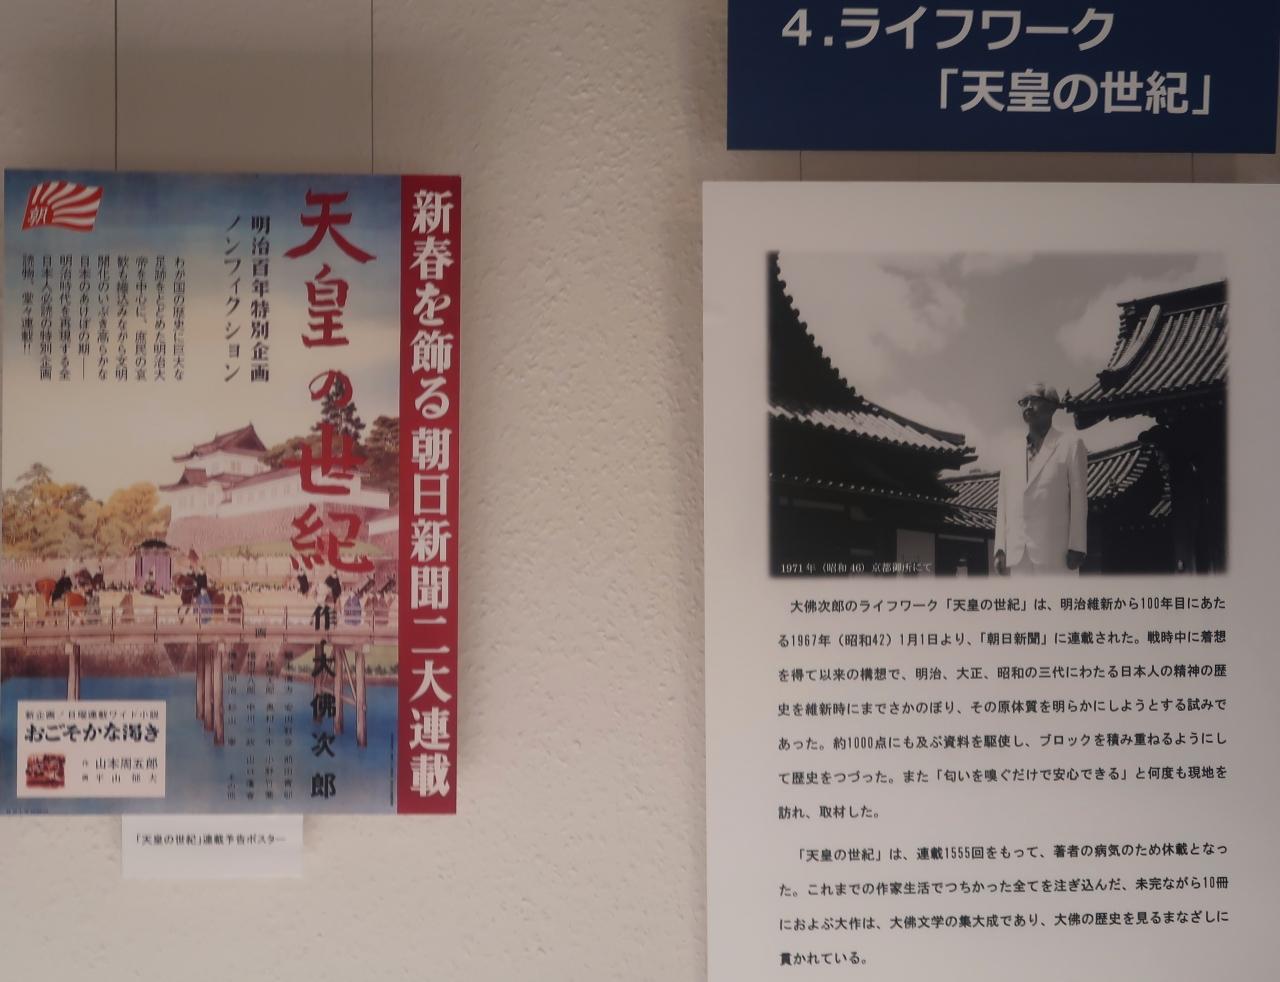 4.ライフワーク
「天皇の世紀」
新春を飾る朝日新聞二大連載
天皇の世紀
明治百年特別企画
ノンフィクション
わが国の歴史に巨大な
足跡をとどめた明治大
帝を中心に、庶民の哀
歓も織込みながら文明
開化のいぶき高らかな
日本のあけぼの期――
明治時代を再現する全
日本人必読の特別企画
読物、堂々連載!!
作 大佛次郎
画
新企画/日曜連載ワイド小説
おごそかな渇き
作 山本周五郎
画 平山郁夫
「天皇の世紀」連載予告ポスター
1971年(昭和46)京都御所にて
大佛次郎のライフワーク「天皇の世紀」は、明治維新から100年目にあた
る1967年(昭和42)1月1日より、「朝日新聞」に連載された。戦時中に着想
を得て以来の構想で、明治、大正、昭和の三代にわたる日本人の精神の歴
史を維新時にまでさかのぼり、その原体質を明らかにしようとする試みで
あった。約1000点にも及ぶ資料を駆使し、ブロックを積み重ねるようにし
て歴史をつづった。また「匂いを嗅ぐだけで安心できる」と何度も現地を
訪れ、取材した。
「天皇の世紀」は、連載1555回をもって、著者の病気のため休載となっ
た。これまでの作家生活でつちかった全てを注ぎ込んだ、未完ながら10冊
におよぶ大作は、大佛文学の集大成であり、大佛の歴史を見るまなざしに
貫かれている。